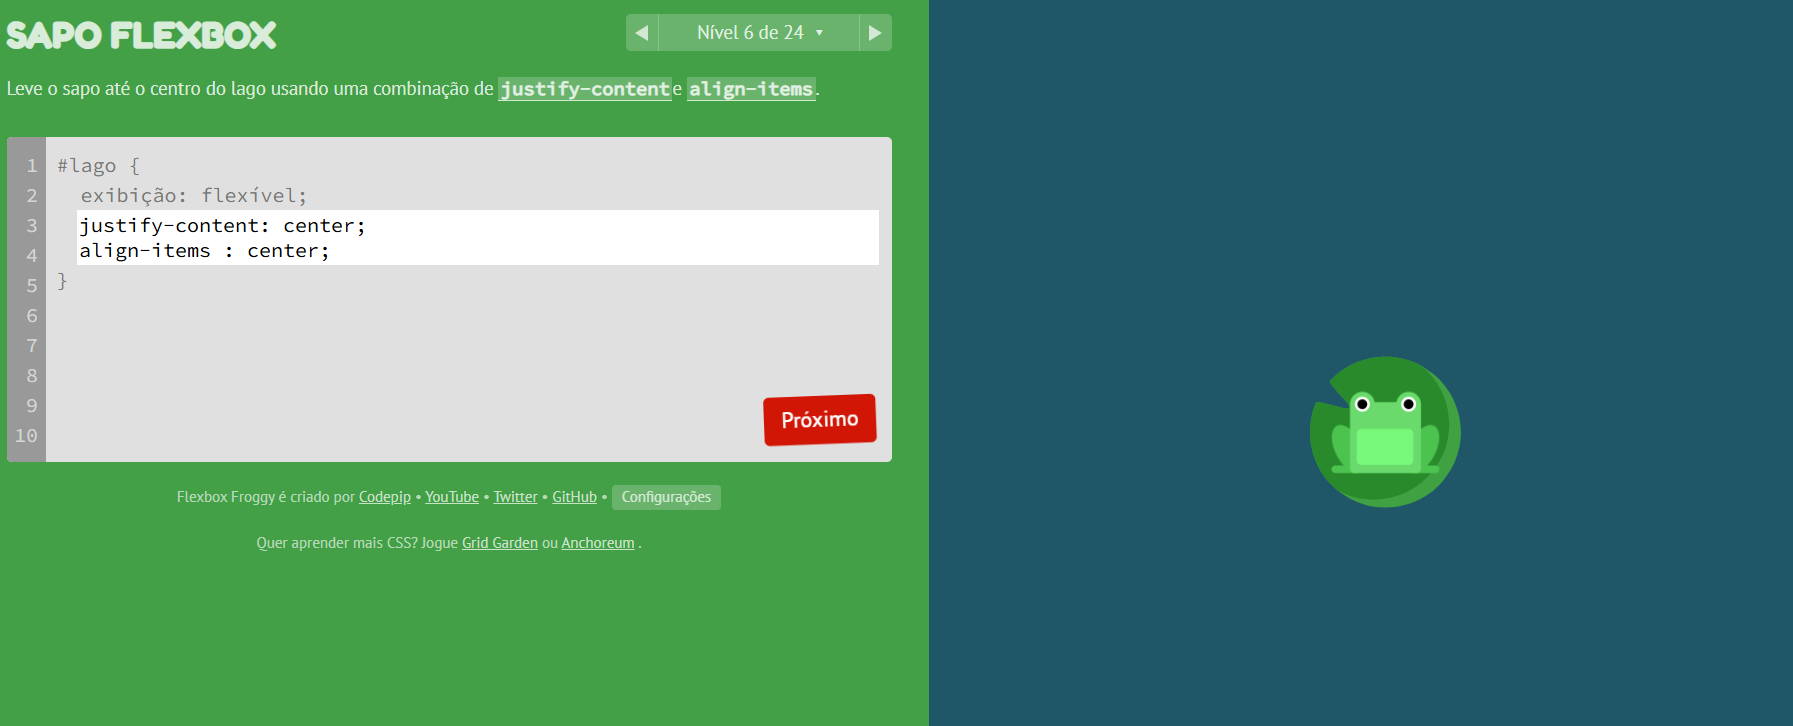 SAPO FLEXBOX
◀ Nível 6 de 24 ▼ ▶
Leve o sapo até o centro do lago usando uma combinação de justify-content e align-items.
1 #lago {
2 exibição: flexível;
3 justify-content: center;
4 align-items : center;
5 }
6
7
8
9
10
Próximo
Flexbox Froggy é criado por Codepip • YouTube • Twitter • GitHub • Configurações
Quer aprender mais CSS? Jogue Grid Garden ou Anchoreum .